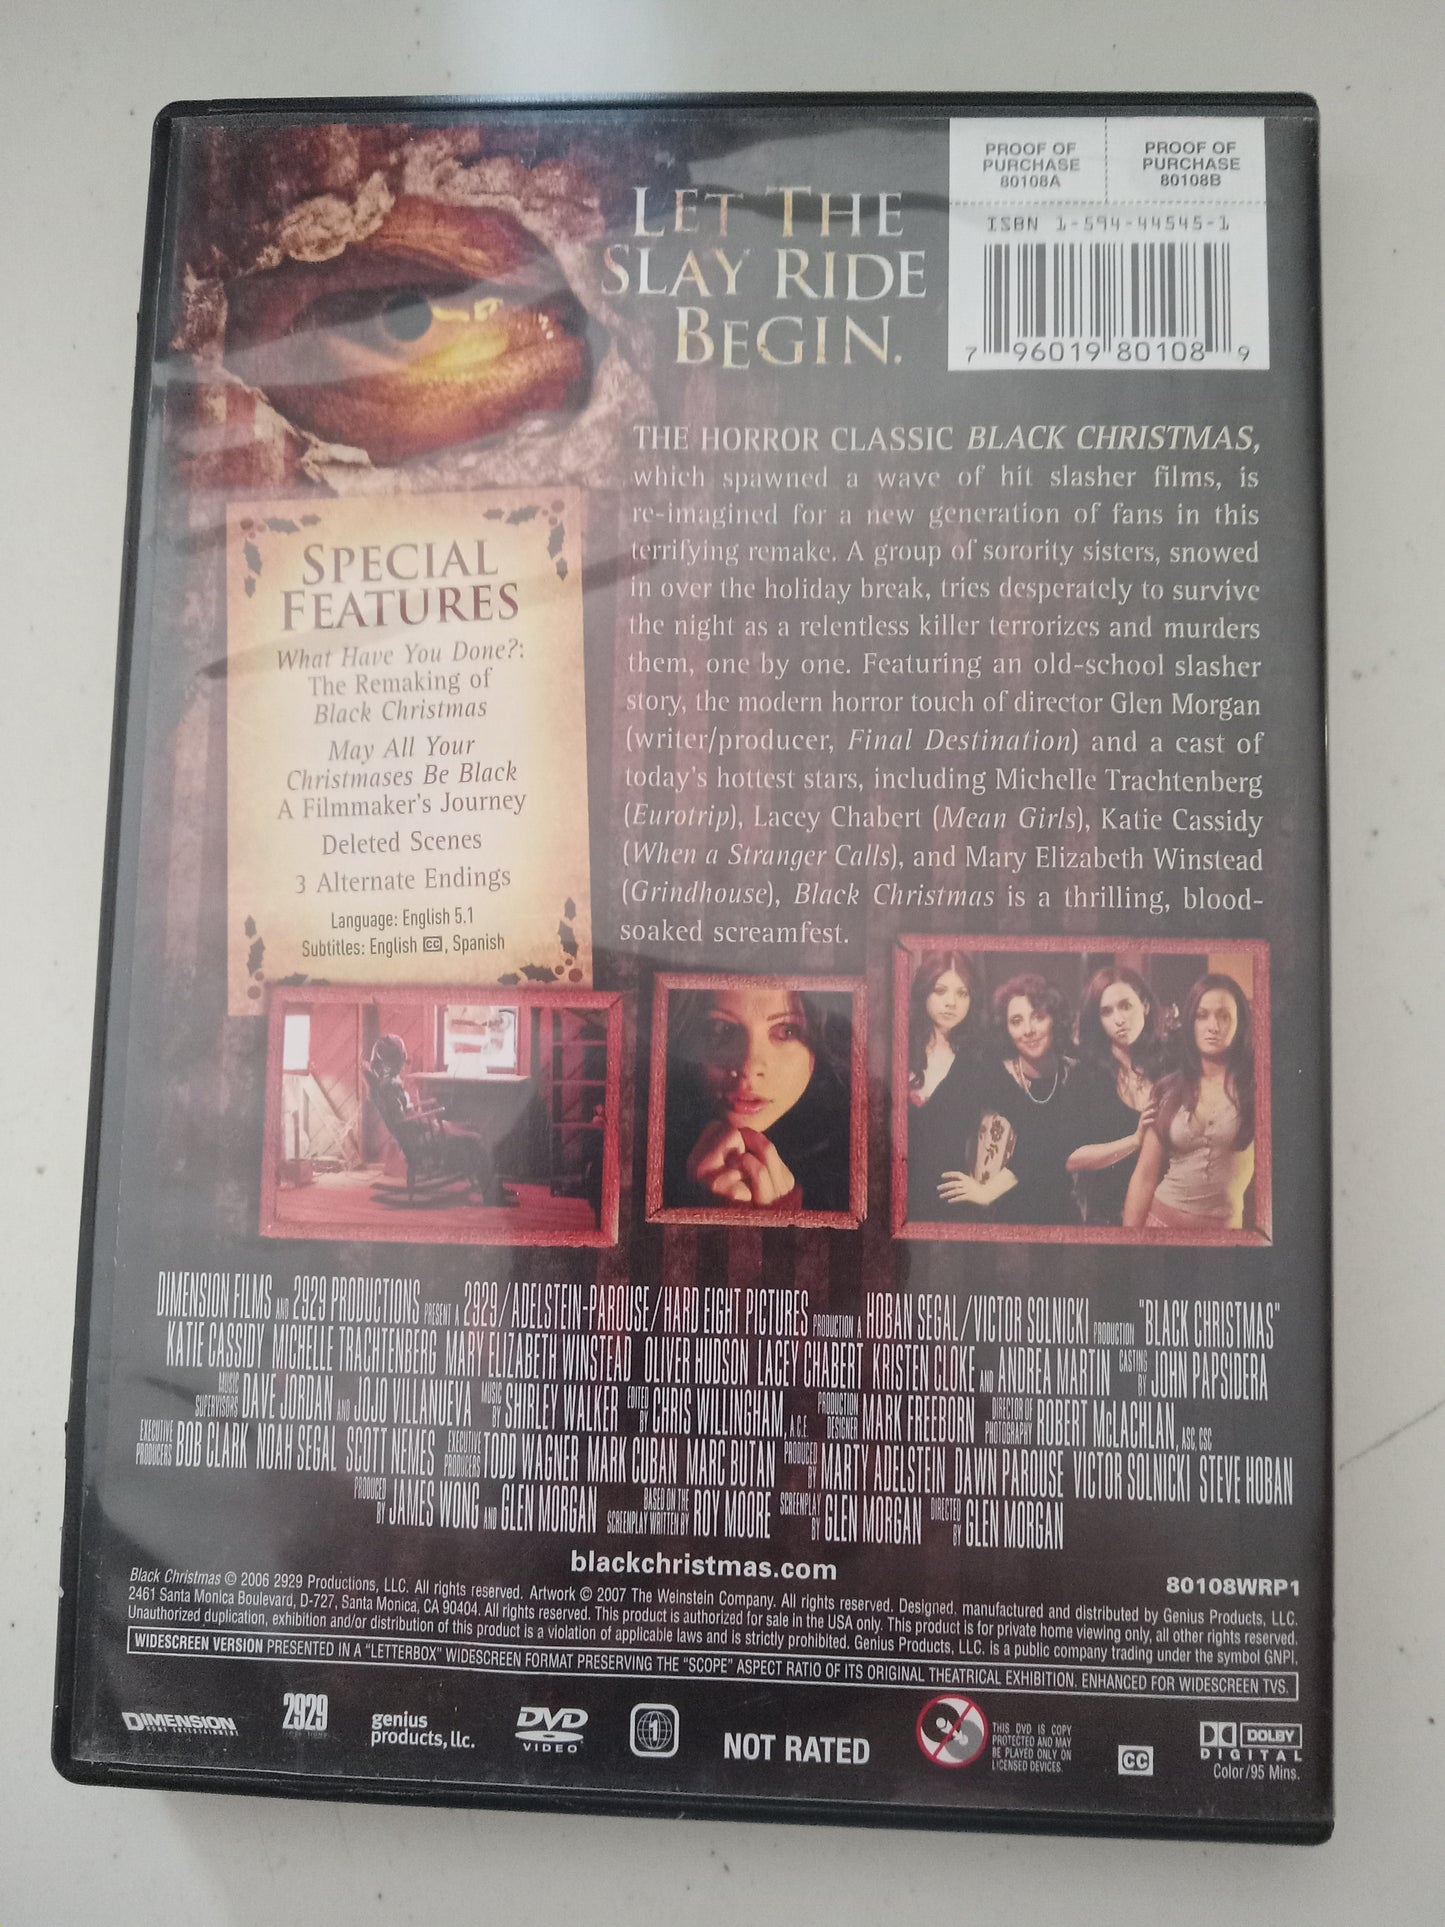 PROOF OF
PURCHASE
80108A
PROOF OF
PURCHASE
80108B
ISBN 1-594-44545-1
7 96019 80108 9
LET THE
SLAY RIDE
BEGIN.
THE HORROR CLASSIC BLACK CHRISTMAS,
which spawned a wave of hit slasher films, is
re-imagined for a new generation of fans in this
terrifying remake. A group of sorority sisters, snowed
in over the holiday break, tries desperately to survive
the night as a relentless killer terrorizes and murders
them, one by one. Featuring an old-school slasher
story, the modern horror touch of director Glen Morgan
(writer/producer, Final Destination) and a cast of
today's hottest stars, including Michelle Trachtenberg
(Eurotrip), Lacey Chabert (Mean Girls), Katie Cassidy
(When a Stranger Calls), and Mary Elizabeth Winstead
(Grindhouse), Black Christmas is a thrilling, blood-
soaked screamfest.
SPECIAL
FEATURES
What Have You Done?:
The Remaking of
Black Christmas
May All Your
Christmases Be Black
A Filmmaker's Journey
Deleted Scenes
3 Alternate Endings
Language: English 5.1
Subtitles: English CC, Spanish
DIMENSION FILMS AND 2929 PRODUCTIONS PRESENT A 2929/ADELSTEIN-PAROUSE/HARD EIGHT PICTURES PRODUCTION A HOBAN SEGAL/VICTOR SOLNICKI PRODUCTION "BLACK CHRISTMAS"
KATIE CASSIDY MICHELLE TRACHTENBERG MARY ELIZABETH WINSTEAD OLIVER HUDSON LACEY CHABERT KRISTEN CLOKE AND ANDREA MARTIN CASTING BY JOHN PAPSIDERA
MUSIC SUPERVISORS DAVE JORDAN AND JOJO VILLANUEVA MUSIC BY SHIRLEY WALKER EDITED BY CHRIS WILLINGHAM, A.C.E. PRODUCTION DESIGNER MARK FREEBORN DIRECTOR OF PHOTOGRAPHY ROBERT McLACHLAN, ASC, CSC
EXECUTIVE PRODUCERS BOB CLARK NOAH SEGAL SCOTT NEMES EXECUTIVE PRODUCERS TODD WAGNER MARK CUBAN MARC BUTAN PRODUCED BY MARTY ADELSTEIN DAWN PAROUSE VICTOR SOLNICKI STEVE HOBAN
PRODUCED BY JAMES WONG AND GLEN MORGAN BASED ON THE SCREENPLAY WRITTEN BY ROY MOORE SCREENPLAY BY GLEN MORGAN DIRECTED BY GLEN MORGAN
blackchristmas.com
80108WRP1
Black Christmas © 2006 2929 Productions, LLC. All rights reserved. Artwork © 2007 The Weinstein Company. All rights reserved. Designed, manufactured and distributed by Genius Products, LLC.
2461 Santa Monica Boulevard, D-727, Santa Monica, CA 90404. All rights reserved. This product is authorized for sale in the USA only. This product is for private home viewing only, all other rights reserved.
Unauthorized duplication, exhibition and/or distribution of this product is a violation of applicable laws and is strictly prohibited. Genius Products, LLC. is a public company trading under the symbol GNPI.
WIDESCREEN VERSION PRESENTED IN A "LETTERBOX" WIDESCREEN FORMAT PRESERVING THE "SCOPE" ASPECT RATIO OF ITS ORIGINAL THEATRICAL EXHIBITION. ENHANCED FOR WIDESCREEN TVS.
DIMENSION
HOME ENTERTAINMENT
2929
genius
products, llc.
DVD
VIDEO
1
NOT RATED
THIS DVD IS COPY
PROTECTED AND MAY
BE PLAYED ONLY ON
LICENSED DEVICES.
CC
DOLBY
DIGITAL
Color/95 Mins.